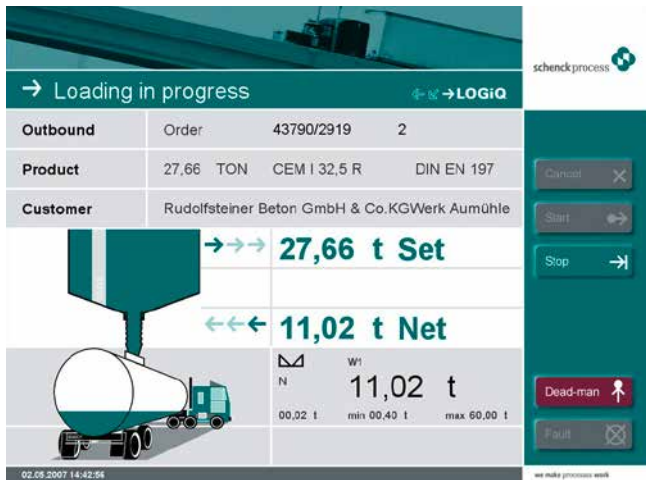 schenck process
→ Loading in progress
→LOGiQ
Outbound Order 43790/2919 2
Product 27,66 TON CEM I 32,5 R DIN EN 197
Cancel
Customer Rudolfsteiner Beton GmbH & Co.KGWerk Aumühle
Start
27,66 t Set
Stop
11,02 t Net
W1
N
11,02 t
00,02 t min 00,40 t max 60,00 t
Dead-man
Fault
02.05.2007 14:42:56
we make processes work